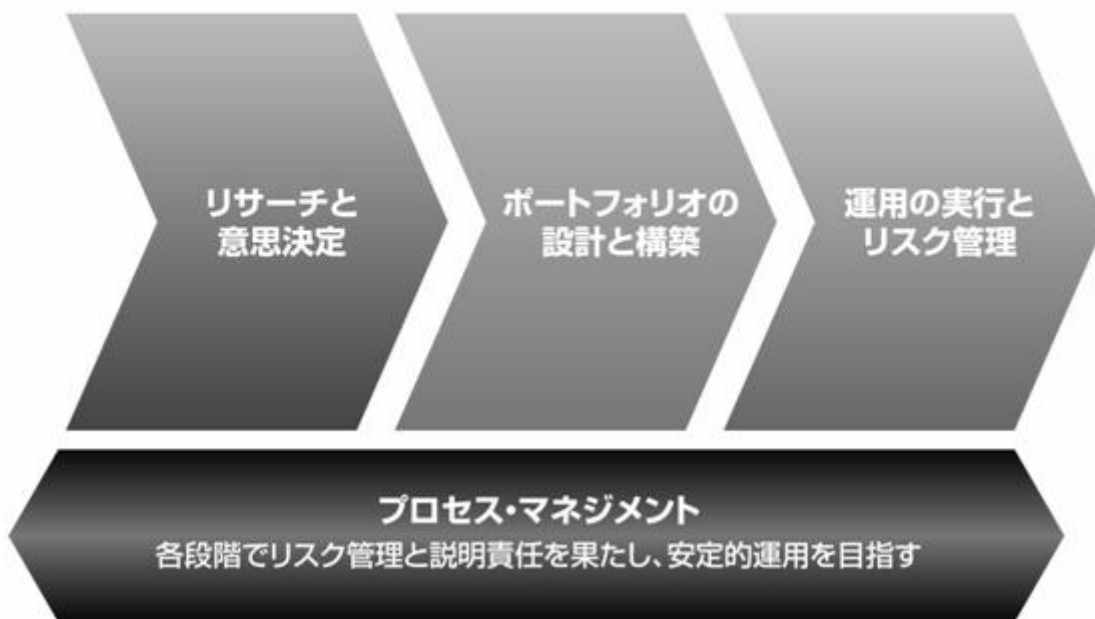 リサーチと
意思決定
ポートフォリオの
設計と構築
運用の実行と
リスク管理
プロセス・マネジメント
各段階でリスク管理と説明責任を果たし、安定的運用を目指す